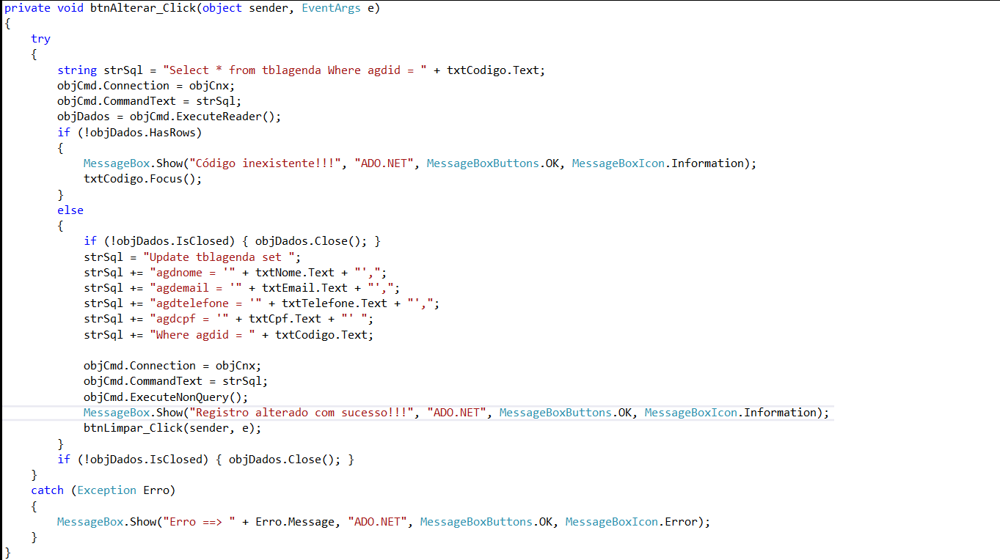 private void btnAlterar_Click(object sender, EventArgs e)
{
    try
    {
        string strSql = "Select * from tblagenda Where agdid = " + txtCodigo.Text;
        objCmd.Connection = objCnx;
        objCmd.CommandText = strSql;
        objDados = objCmd.ExecuteReader();
        if (!objDados.HasRows)
        {
            MessageBox.Show("Código inexistente!!!", "ADO.NET", MessageBoxButtons.OK, MessageBoxIcon.Information);
            txtCodigo.Focus();
        }
        else
        {
            if (!objDados.IsClosed) { objDados.Close(); }
            strSql = "Update tblagenda set ";
            strSql += "agdnome = '" + txtNome.Text + "',";
            strSql += "agdemail = '" + txtEmail.Text + "',";
            strSql += "agdtelefone = '" + txtTelefone.Text + "',";
            strSql += "agdcpf = '" + txtCpf.Text + "' ";
            strSql += "Where agdid = " + txtCodigo.Text;

            objCmd.Connection = objCnx;
            objCmd.CommandText = strSql;
            objCmd.ExecuteNonQuery();
            MessageBox.Show("Registro alterado com sucesso!!!", "ADO.NET", MessageBoxButtons.OK, MessageBoxIcon.Information);
            btnLimpar_Click(sender, e);
        }
        if (!objDados.IsClosed) { objDados.Close(); }
    }
    catch (Exception Erro)
    {
        MessageBox.Show("Erro ==> " + Erro.Message, "ADO.NET", MessageBoxButtons.OK, MessageBoxIcon.Error);
    }
}